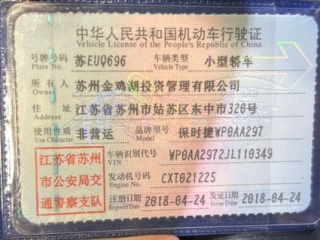 中华人民共和国机动车行驶证
Vehicle License of the People's Republic of China
号牌号码 苏EUQ696 车辆类型 小型轿车
Plate No. Vehicle Type
所有人 苏州金鸡湖投资管理有限公司
Owner
住址 江苏省苏州市姑苏区东中市328号
Address
使用性质 非营运 品牌型号 保时捷WP0AA297
Use Character Model
江苏省苏州 车辆识别代号 WP0AA2972JL110349
VIN
市公安局交 发动机号码 CXT021225
Engine No.
通警察支队 注册日期 2018-04-24 发证日期 2018-04-24
Register Date Issue Date